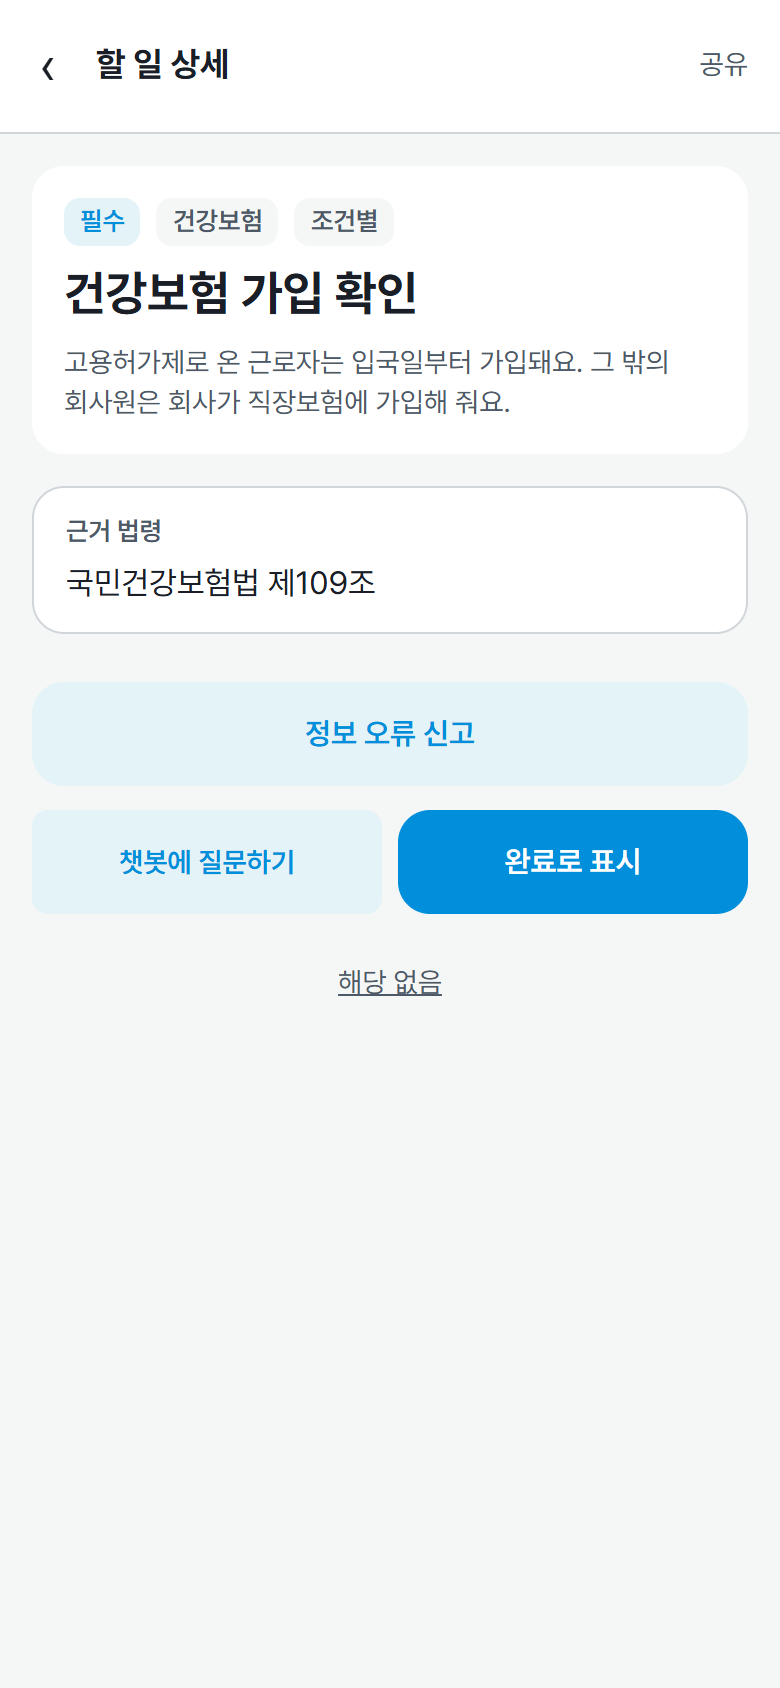 ‹ 할 일 상세 공유
필수 건강보험 조건별
건강보험 가입 확인
고용허가제로 온 근로자는 입국일부터 가입돼요. 그 밖의
회사원은 회사가 직장보험에 가입해 줘요.
근거 법령
국민건강보험법 제109조
정보 오류 신고
챗봇에 질문하기 완료로 표시
해당 없음